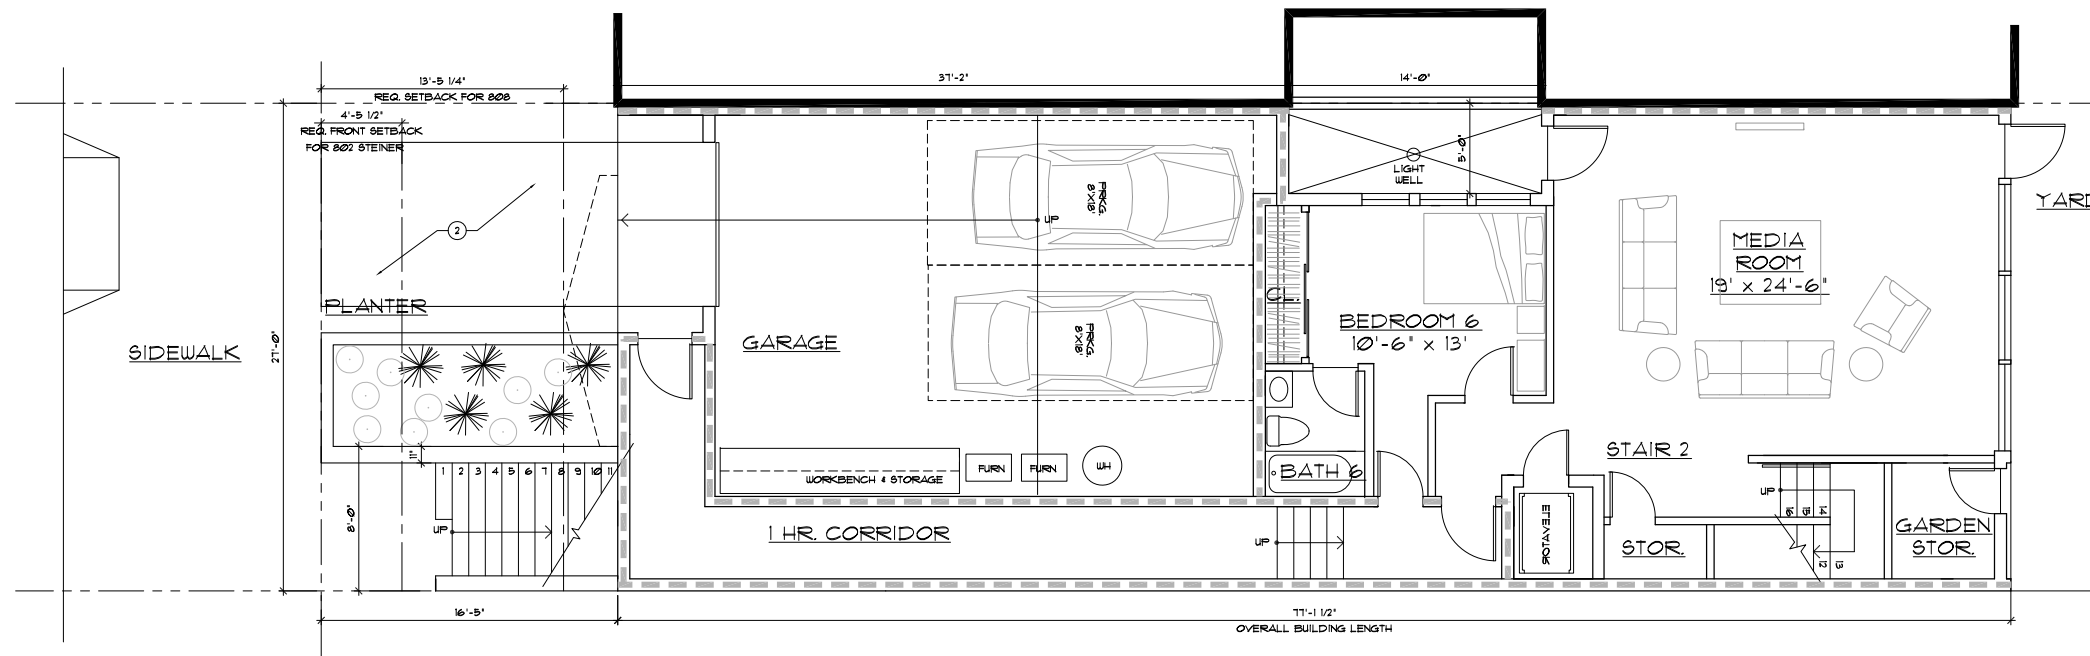 13'-5 1/4"
REQ. SETBACK FOR 808
4'-5 1/2"
REQ. FRONT SETBACK
FOR 802 STEINER
37'-2"
14'-0"
5'-0"
LIGHT
WELL
PRKG.
8'X18'
up
2
YARD
MEDIA
ROOM
19' x 24'-6"
PLANTER
SIDEWALK
27'-0"
GARAGE
PRKG.
8'X18'
BEDROOM 6
10'-6" x 13'
STAIR 2
11"
1 2 3 4 5 6 7 8 9 10 11
FURN
FURN
WH
WORKBENCH & STORAGE
BATH 6
up
16 15 14
8'-0"
up
1 HR. CORRIDOR
up
ELEVATOR
STOR.
12 13
GARDEN
STOR.
16'-5"
77'-1 1/2"
OVERALL BUILDING LENGTH